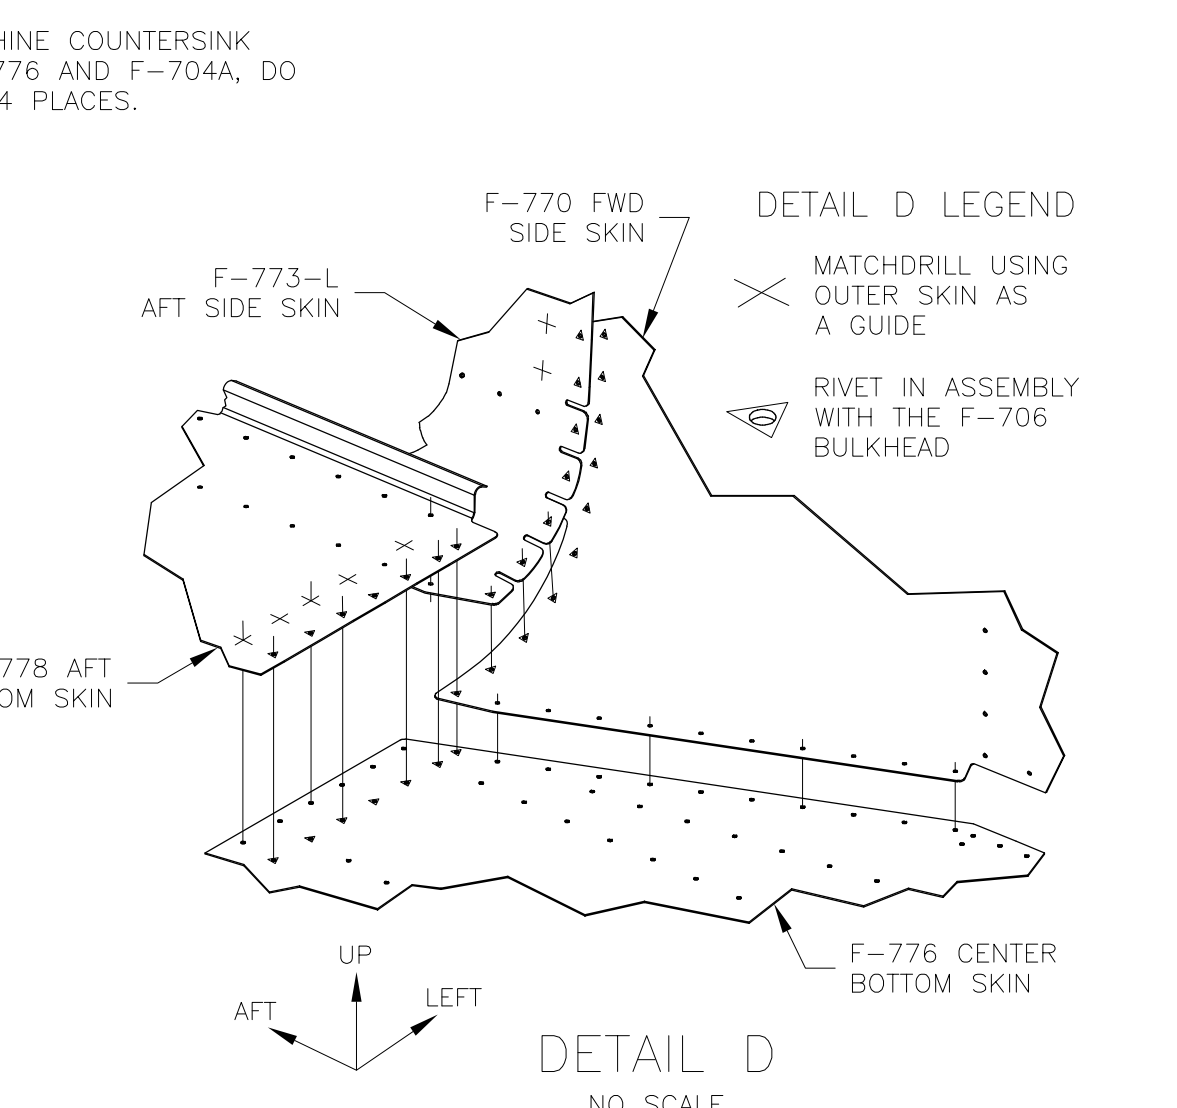 COUNTERSINK
AND F-704A, DO
4 PLACES.
F-770 FWD
SIDE SKIN
DETAIL D LEGEND
MATCHDRILL USING
OUTER SKIN AS
A GUIDE
RIVET IN ASSEMBLY
WITH THE F-706
BULKHEAD
F-773-L
AFT SIDE SKIN
778 AFT
OM SKIN
F-776 CENTER
BOTTOM SKIN
UP
AFT
LEFT
DETAIL D
NO SCALE